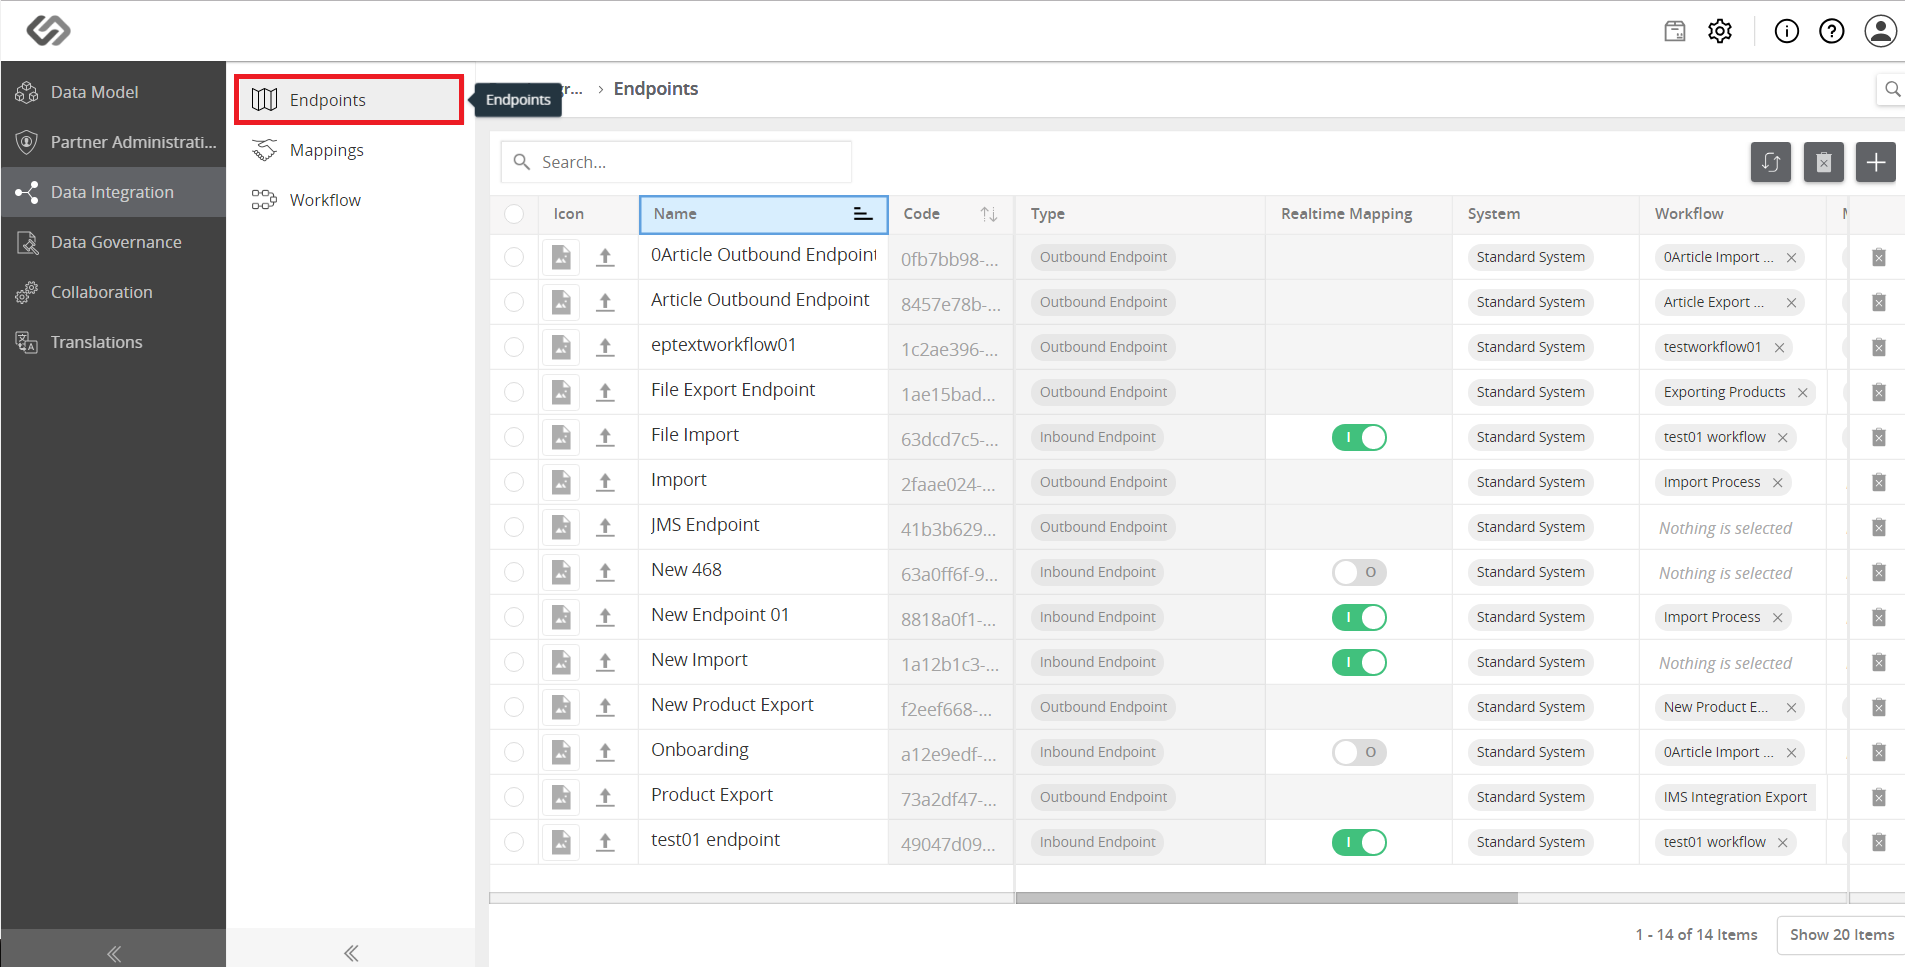 Data Model
Partner Administrati...
Data Integration
Data Governance
Collaboration
Translations
Endpoints
Mappings
Workflow
Endpoints
gr... › Endpoints
Search...
Icon Name Code Type Realtime Mapping System Workflow
0Article Outbound Endpoint 0fb7bb98-... Outbound Endpoint Standard System 0Article Import ...
Article Outbound Endpoint 8457e78b-... Outbound Endpoint Standard System Article Export ...
eptextworkflow01 1c2ae396-... Outbound Endpoint Standard System testworkflow01
File Export Endpoint 1ae15bad... Outbound Endpoint Standard System Exporting Products
File Import 63dcd7c5-... Inbound Endpoint I Standard System test01 workflow
Import 2faae024-... Outbound Endpoint Standard System Import Process
JMS Endpoint 41b3b629... Outbound Endpoint Standard System Nothing is selected
New 468 63a0ff6f-9... Inbound Endpoint O Standard System Nothing is selected
New Endpoint 01 8818a0f1-... Inbound Endpoint I Standard System Import Process
New Import 1a12b1c3-... Inbound Endpoint I Standard System Nothing is selected
New Product Export f2eef668-... Outbound Endpoint Standard System New Product E...
Onboarding a12e9edf-... Inbound Endpoint O Standard System 0Article Import ...
Product Export 73a2df47-... Outbound Endpoint Standard System IMS Integration Export
test01 endpoint 49047d09... Inbound Endpoint I Standard System test01 workflow
1 - 14 of 14 Items Show 20 Items